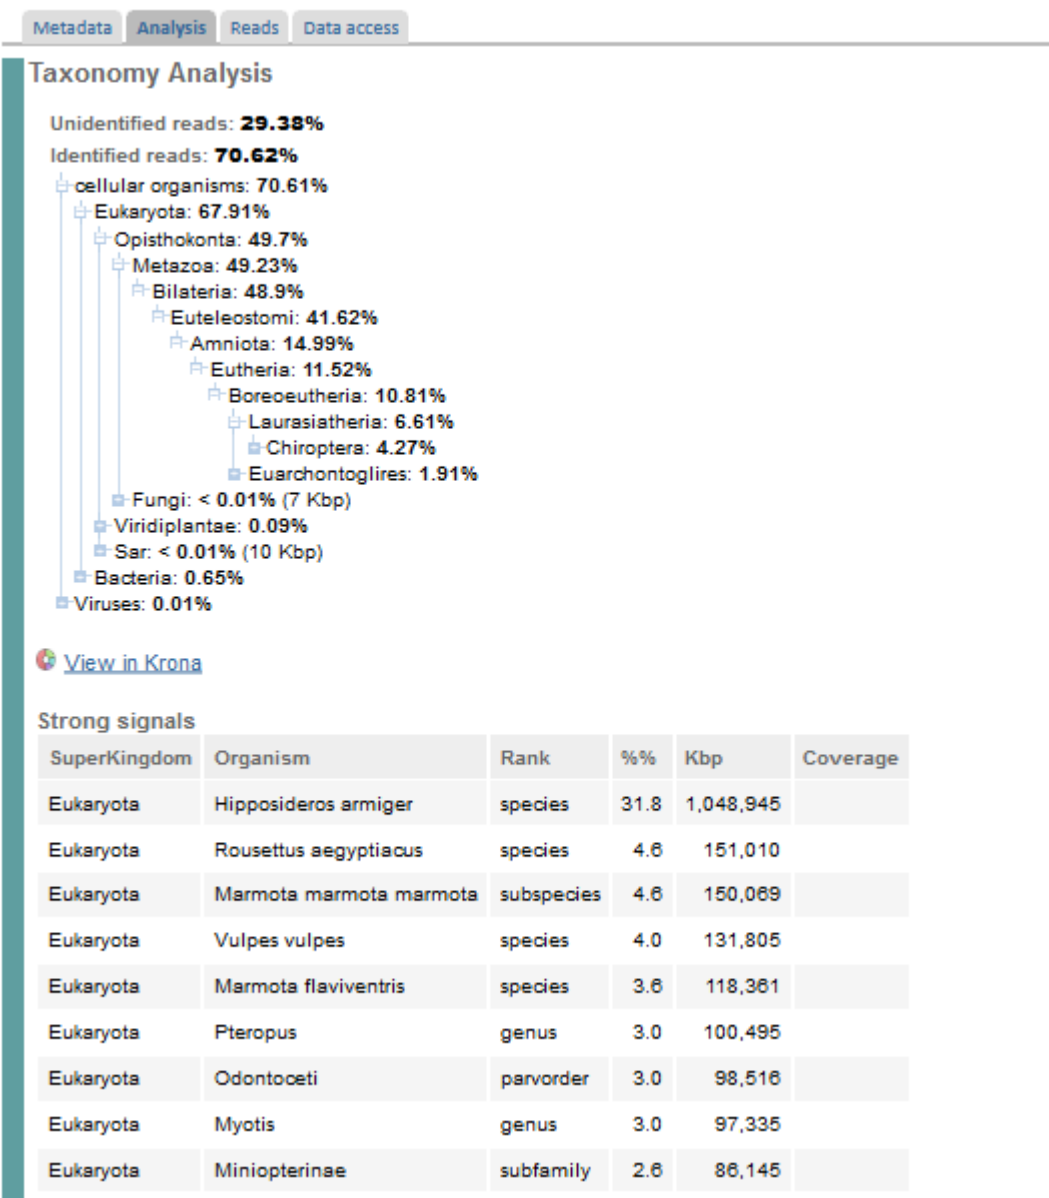 Metadata Analysis Reads Data access
Taxonomy Analysis
Unidentified reads: 29.38%
Identified reads: 70.62%
cellular organisms: 70.61%
Eukaryota: 67.91%
Opisthokonta: 49.7%
Metazoa: 49.23%
Bilateria: 48.9%
Euteleostomi: 41.62%
Amniota: 14.99%
Eutheria: 11.52%
Boreoeutheria: 10.81%
Laurasiatheria: 6.61%
Chiroptera: 4.27%
Euarchontoglires: 1.91%
Fungi: < 0.01% (7 Kbp)
Viridiplantae: 0.09%
Sar: < 0.01% (10 Kbp)
Bacteria: 0.65%
Viruses: 0.01%
View in Krona
Strong signals
SuperKingdom Organism Rank %% Kbp Coverage
Eukaryota Hipposideros armiger species 31.8 1,048,945
Eukaryota Rousettus aegyptiacus species 4.6 151,010
Eukaryota Marmota marmota marmota subspecies 4.6 150,069
Eukaryota Vulpes vulpes species 4.0 131,805
Eukaryota Marmota flaviventris species 3.6 118,361
Eukaryota Pteropus genus 3.0 100,495
Eukaryota Odontoceti parvorder 3.0 98,516
Eukaryota Myotis genus 3.0 97,335
Eukaryota Miniopterinae subfamily 2.6 86,145